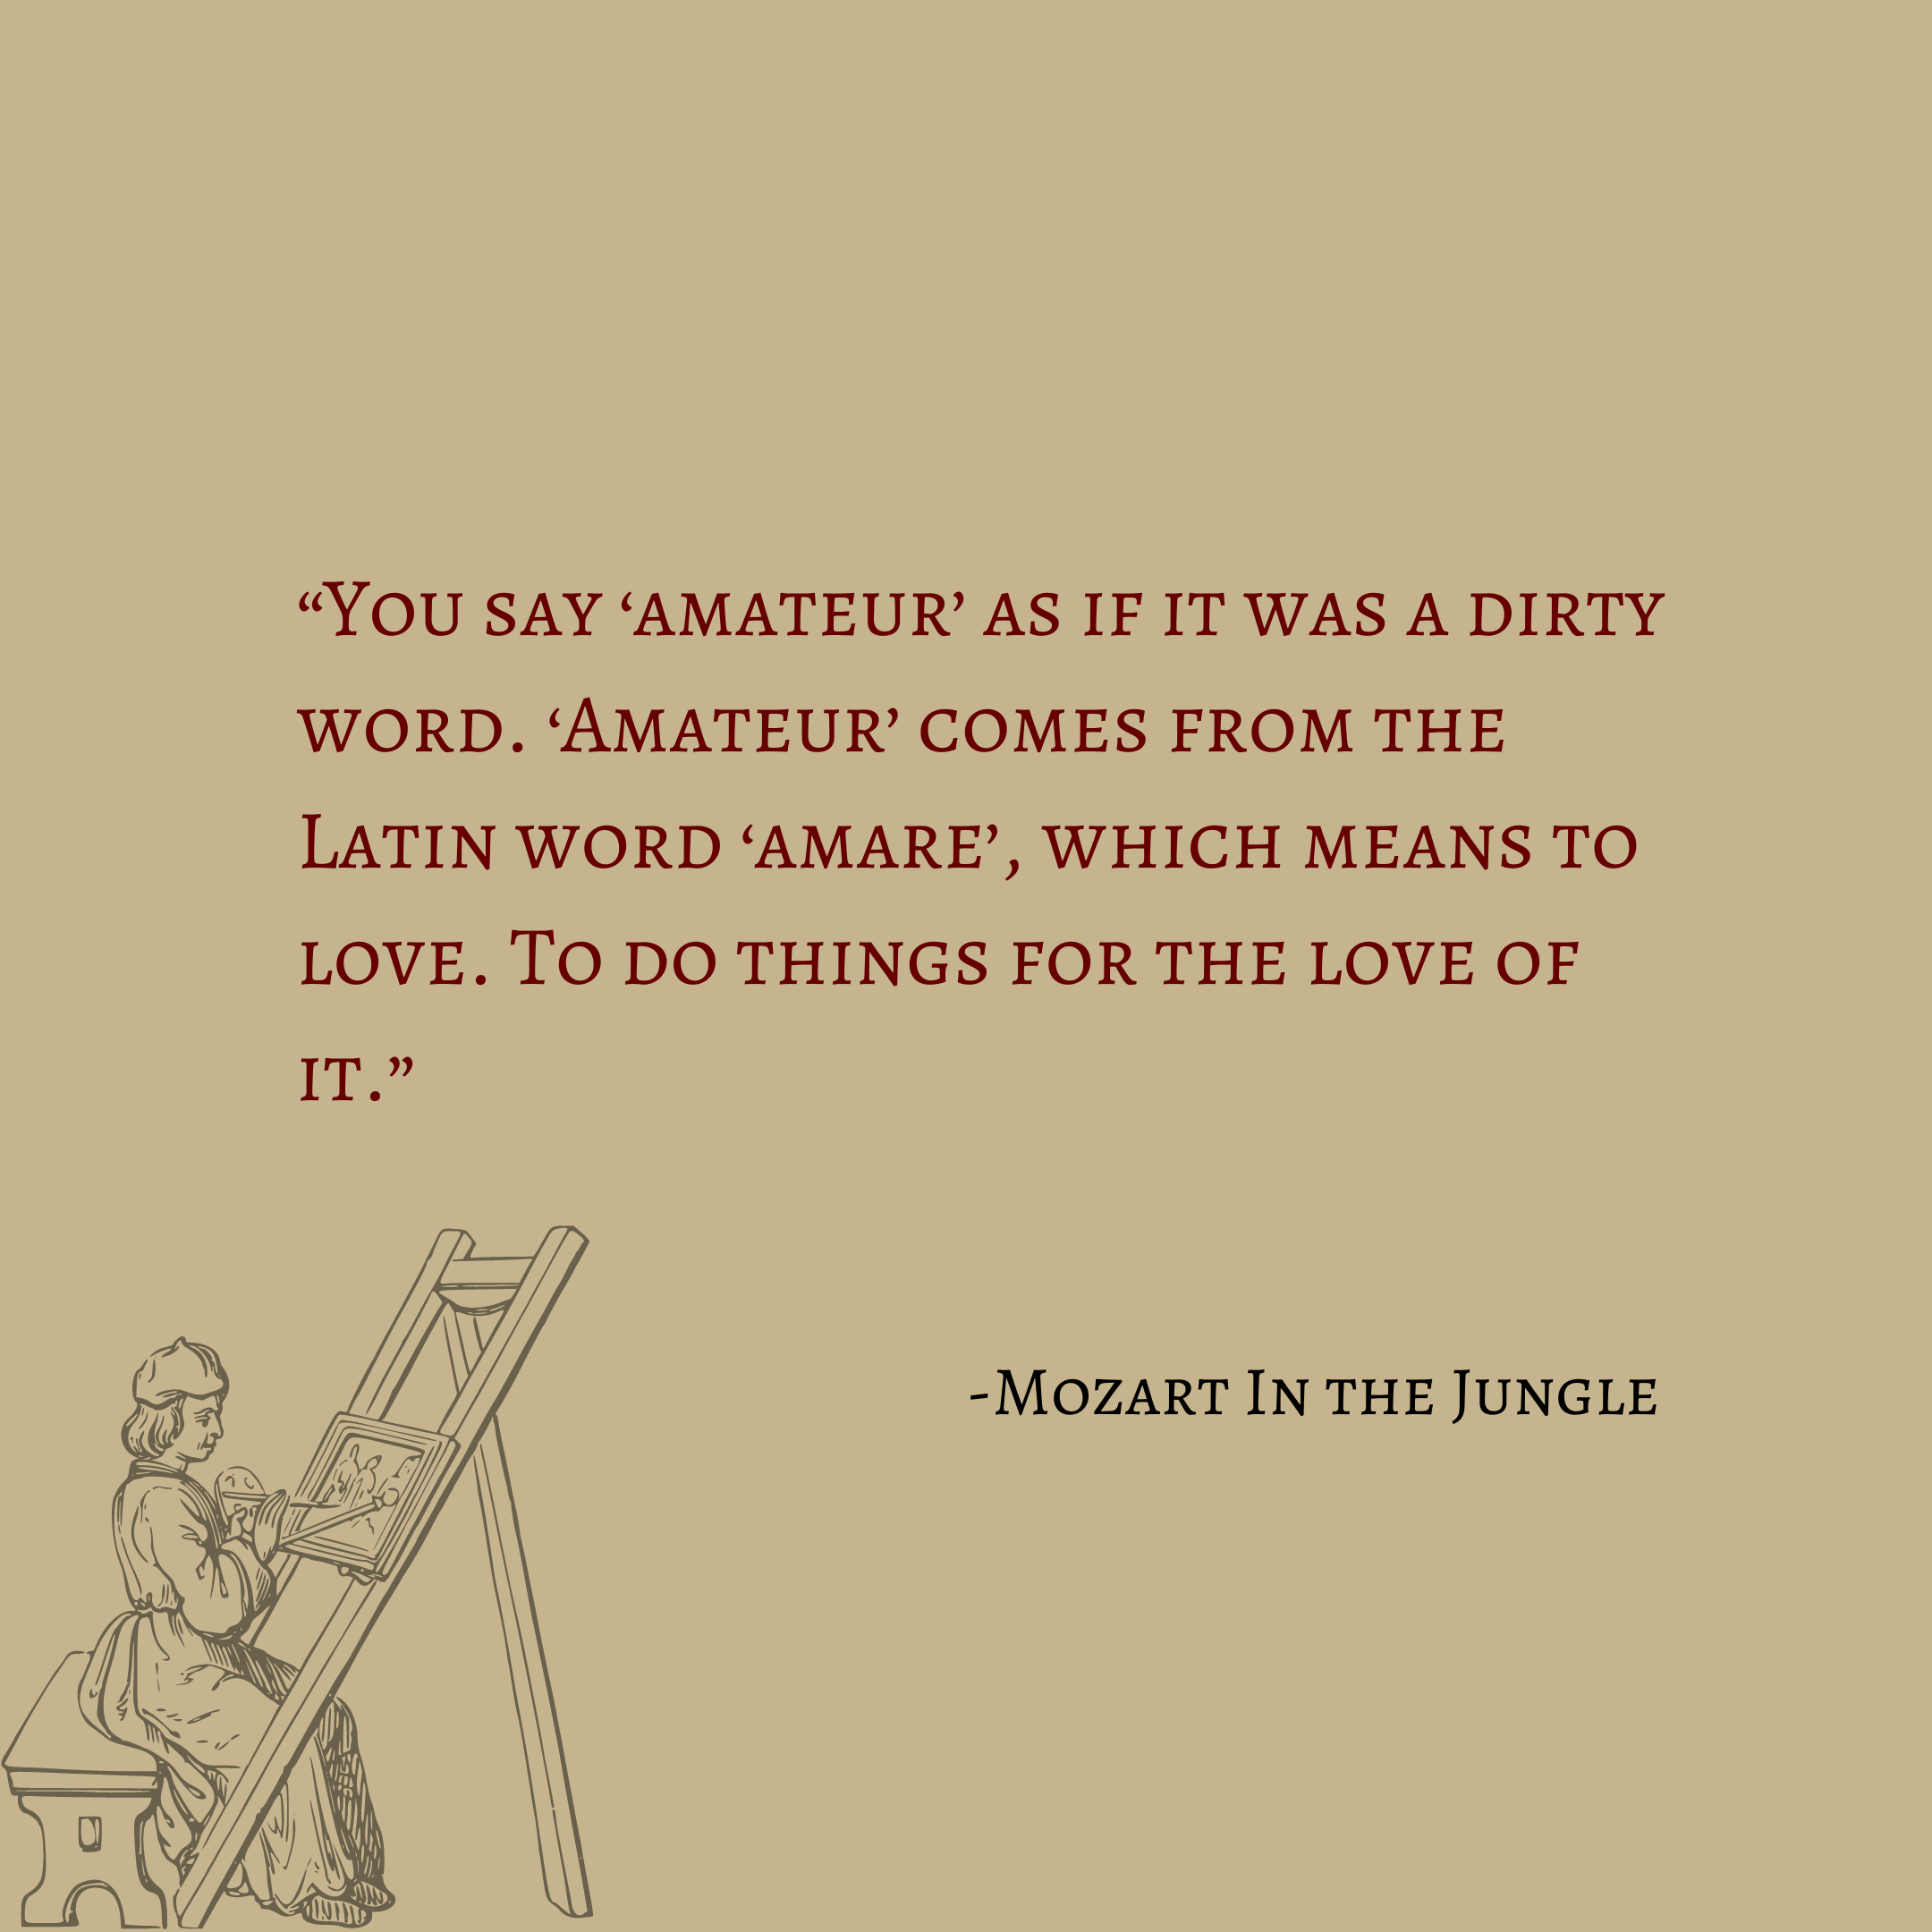 “You say ‘amateur’ as if it was a dirty
word. ‘Amateur’ comes from the
Latin word ‘amare’, which means to
love. To do things for the love of
it.”
-Mozart In the Jungle